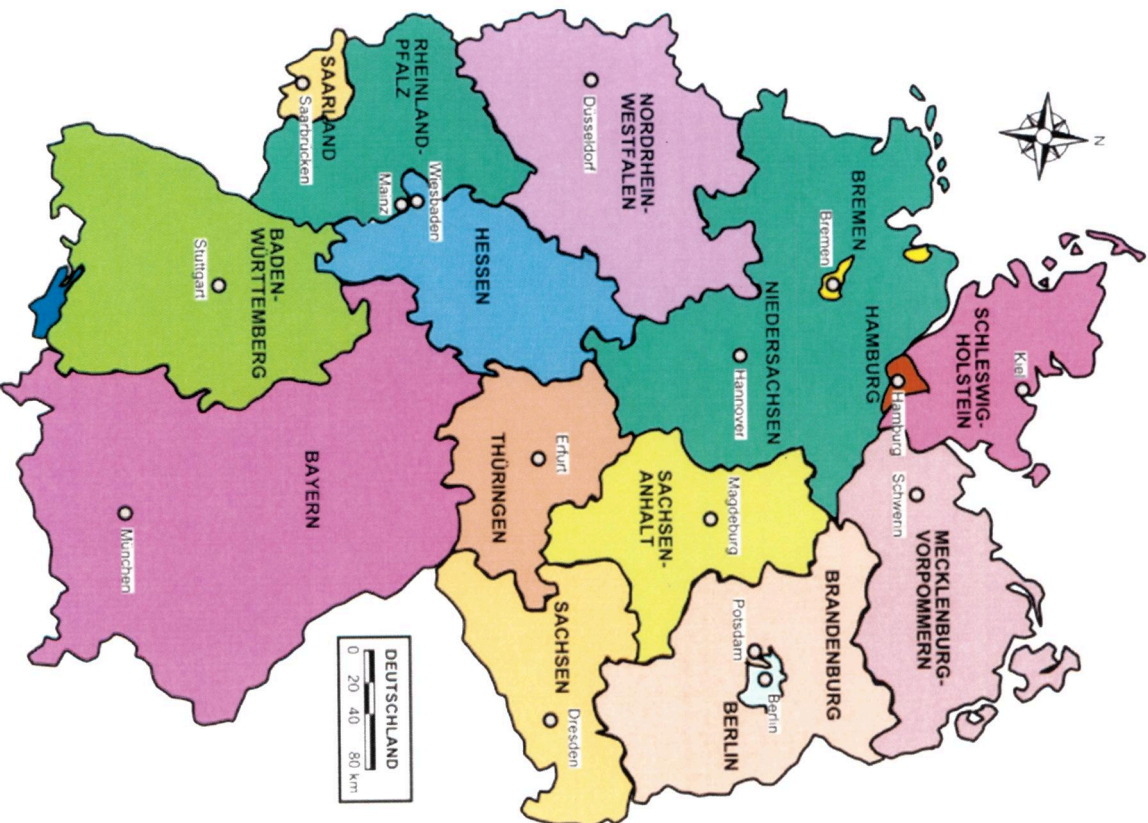 N
SCHLESWIG-
HOLSTEIN
Kiel
HAMBURG
Hamburg
MECKLENBURG-
VORPOMMERN
Schwerin
BREMEN
Bremen
NIEDERSACHSEN
Hannover
BRANDENBURG
Potsdam
Berlin
BERLIN
SACHSEN-
ANHALT
Magdeburg
NORDRHEIN-
WESTFALEN
Düsseldorf
HESSEN
Wiesbaden
THÜRINGEN
Erfurt
SACHSEN
Dresden
RHEINLAND-
PFALZ
Mainz
SAARLAND
Saarbrücken
BADEN-
WÜRTTEMBERG
Stuttgart
BAYERN
München
DEUTSCHLAND
0 20 40 80 km